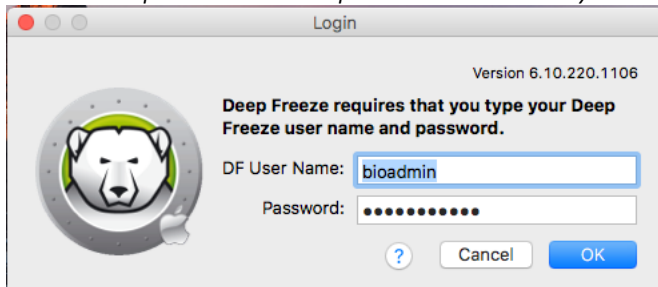 Login
Version 6.10.220.1106
Deep Freeze requires that you type your Deep
Freeze user name and password.
DF User Name: bioadmin
Password: ●●●●●●●●●●●
? Cancel OK